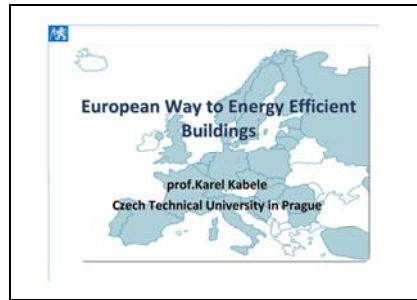 European Way to Energy Efficient
Buildings
prof.Karel Kabele
Czech Technical University in Prague